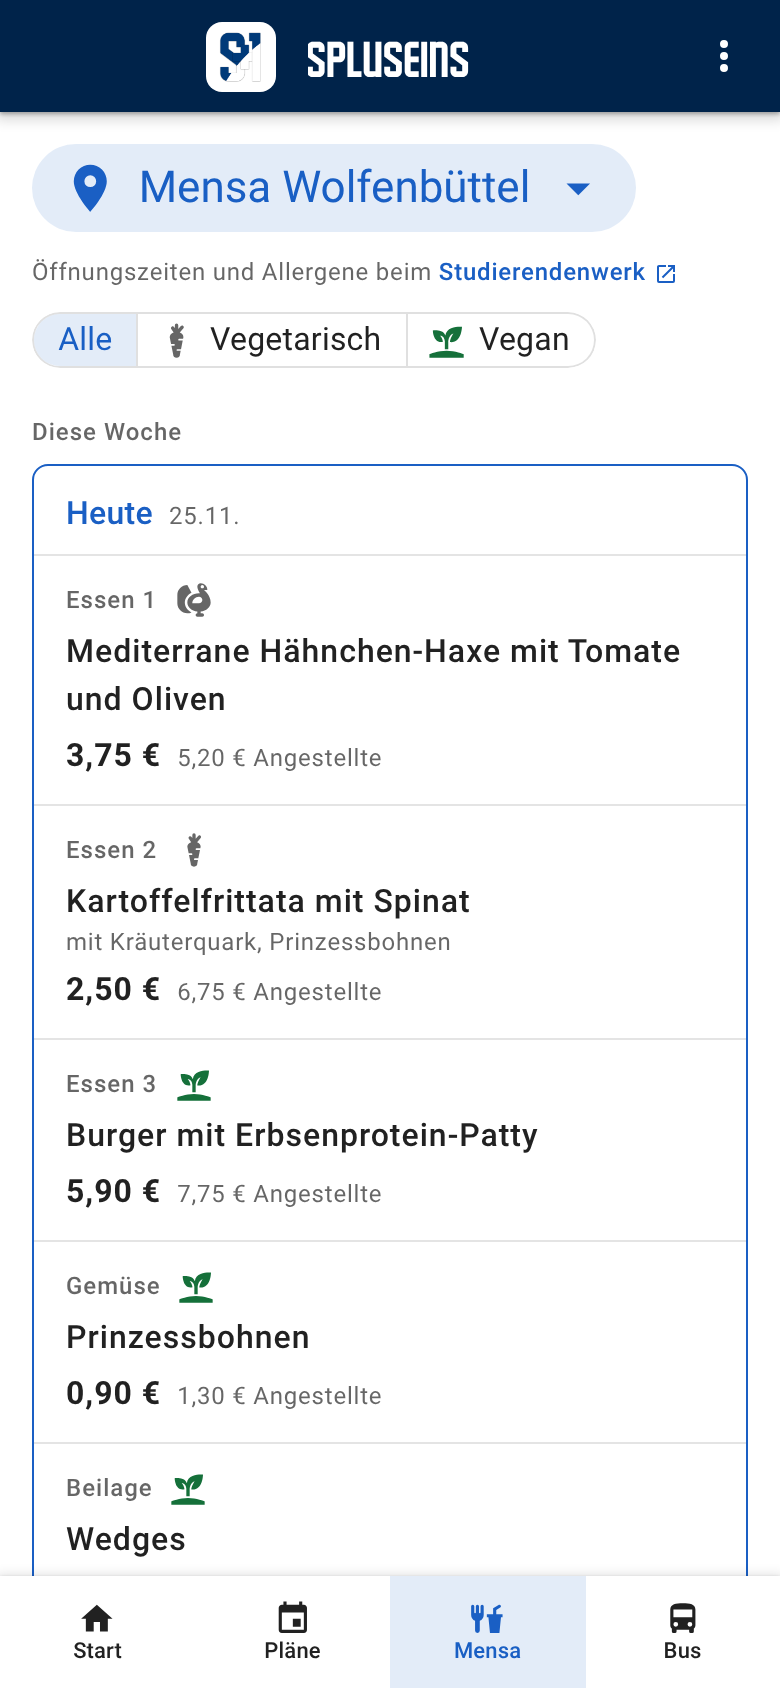 S1
SPLUSEINS
Mensa Wolfenbüttel
Öffnungszeiten und Allergene beim Studierendenwerk
Alle
Vegetarisch
Vegan
Diese Woche
Heute 25.11.
Essen 1
Mediterrane Hähnchen-Haxe mit Tomate
und Oliven
3,75 € 5,20 € Angestellte
Essen 2
Kartoffelfrittata mit Spinat
mit Kräuterquark, Prinzessbohnen
2,50 € 6,75 € Angestellte
Essen 3
Burger mit Erbsenprotein-Patty
5,90 € 7,75 € Angestellte
Gemüse
Prinzessbohnen
0,90 € 1,30 € Angestellte
Beilage
Wedges
Start
Pläne
Mensa
Bus